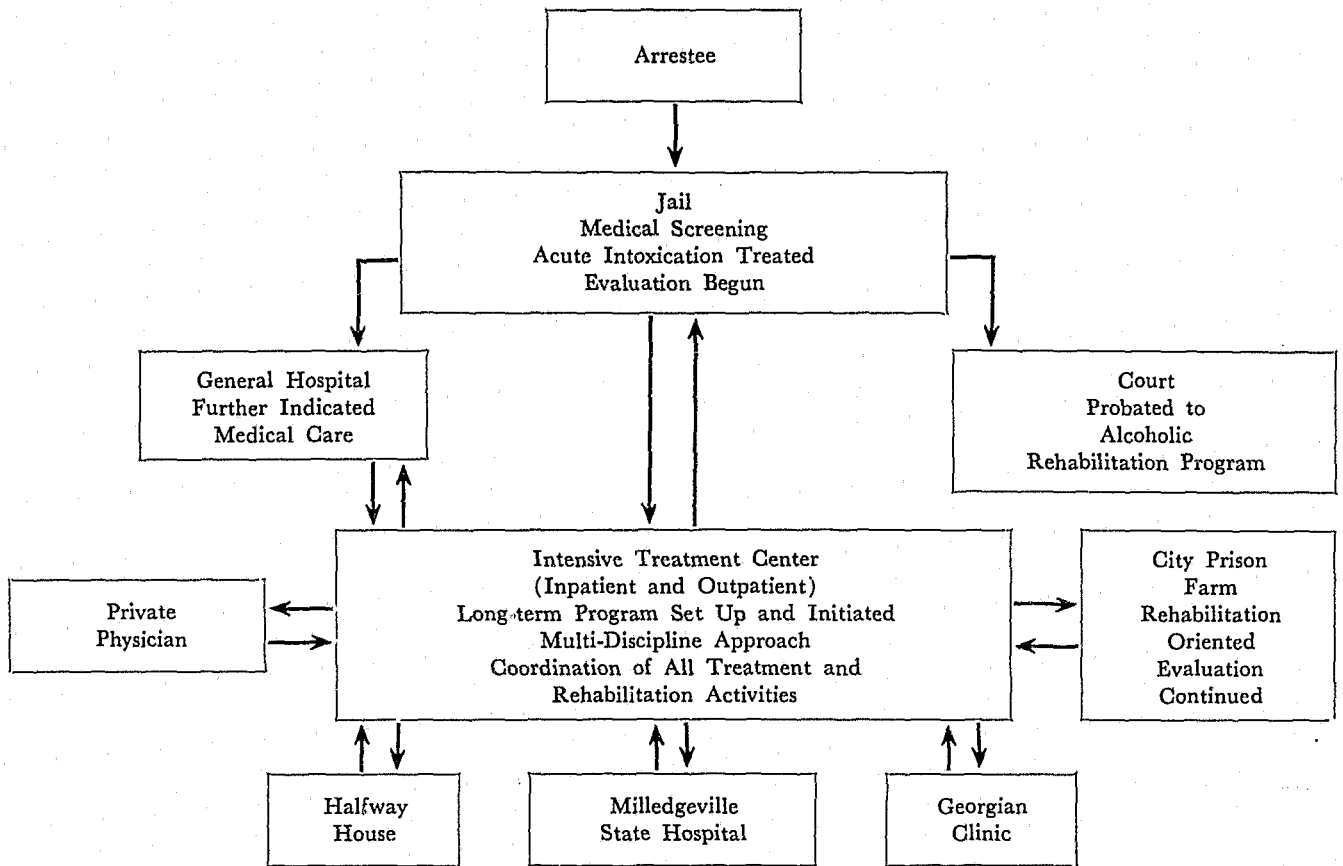 Arrestee
Jail
Medical Screening
Acute Intoxication Treated
Evaluation Begun
General Hospital
Further Indicated
Medical Care
Court
Probated to
Alcoholic
Rehabilitation Program
Intensive Treatment Center
(Inpatient and Outpatient)
Long-term Program Set Up and Initiated
Multi-Discipline Approach
Coordination of All Treatment and
Rehabilitation Activities
Private
Physician
City Prison
Farm
Rehabilitation
Oriented
Evaluation
Continued
Halfway
House
Milledgeville
State Hospital
Georgian
Clinic